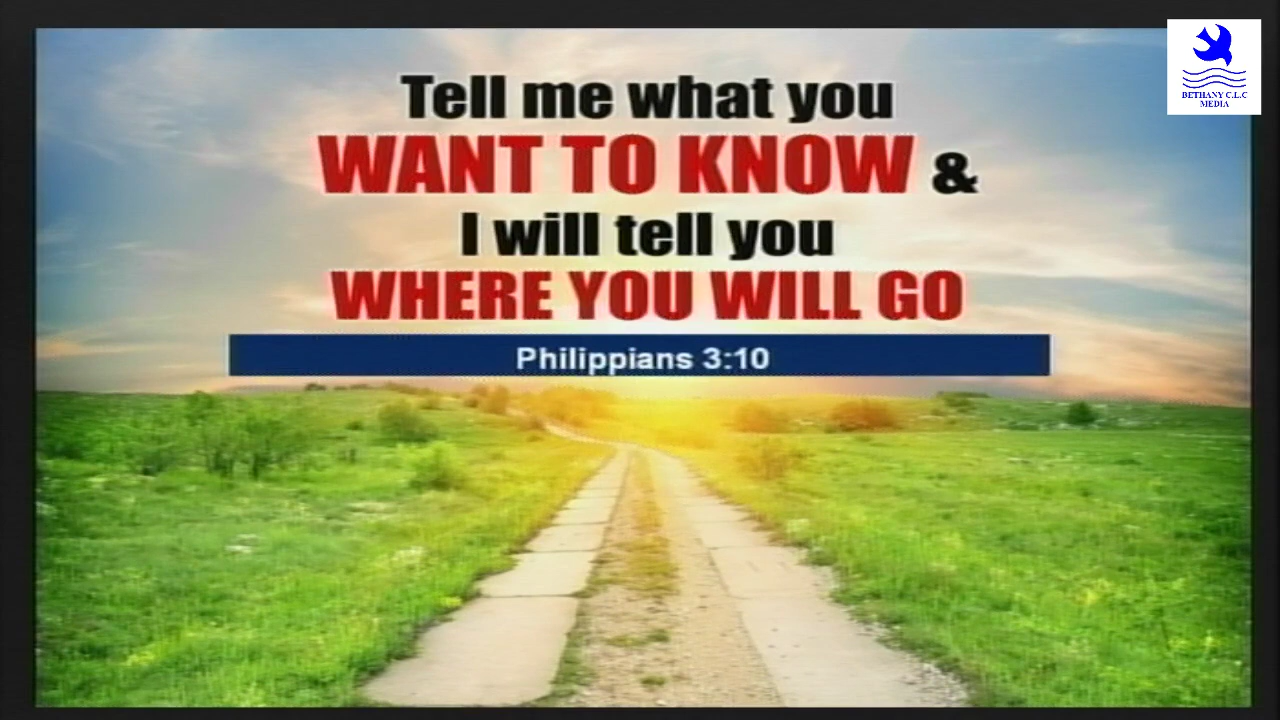 Tell me what you
WANT TO KNOW &
I will tell you
WHERE YOU WILL GO
Philippians 3:10
BETHANY C.L.C
MEDIA